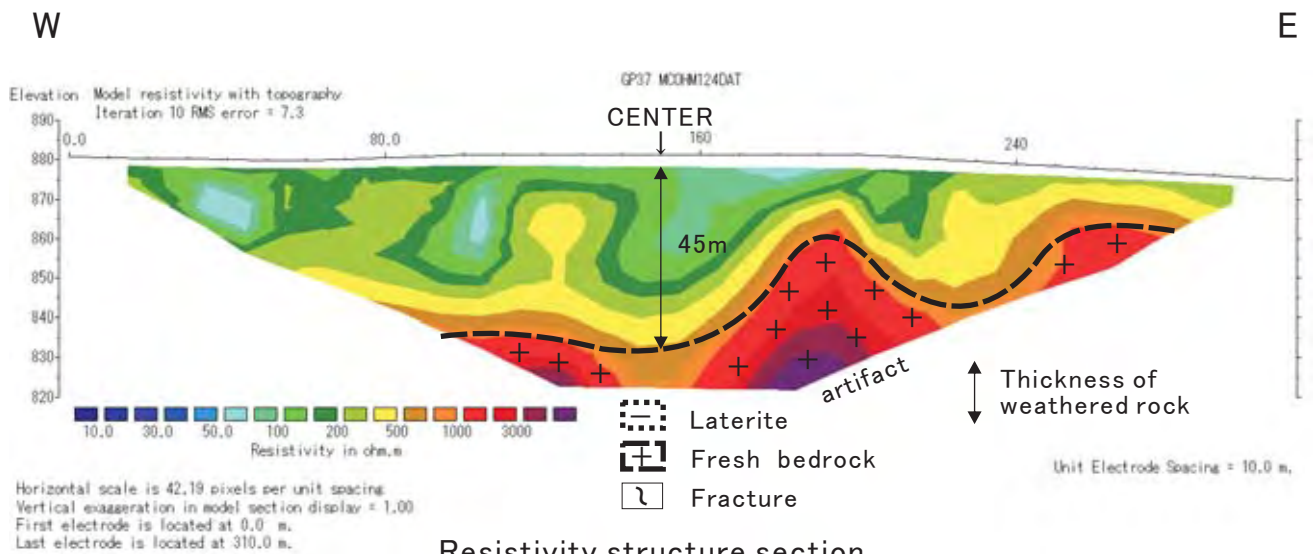 W
E
GP37 MCOHM124DAT
Elevation Model resistivity with topography
Iteration 10 RMS error = 7.3
CENTER
890
0.0 80.0 160 240
880
870
860
850
840
830
820
45m
artifact
Thickness of
weathered rock
10.0 30.0 50.0 100 200 500 1000 3000
Resistivity in ohm.m
Laterite
Fresh bedrock
Fracture
Unit Electrode Spacing = 10.0 m.
Horizontal scale is 42.19 pixels per unit spacing
Vertical exaggeration in model section display = 1.00
First electrode is located at 0.0 m.
Last electrode is located at 310.0 m.
Resistivity structure section